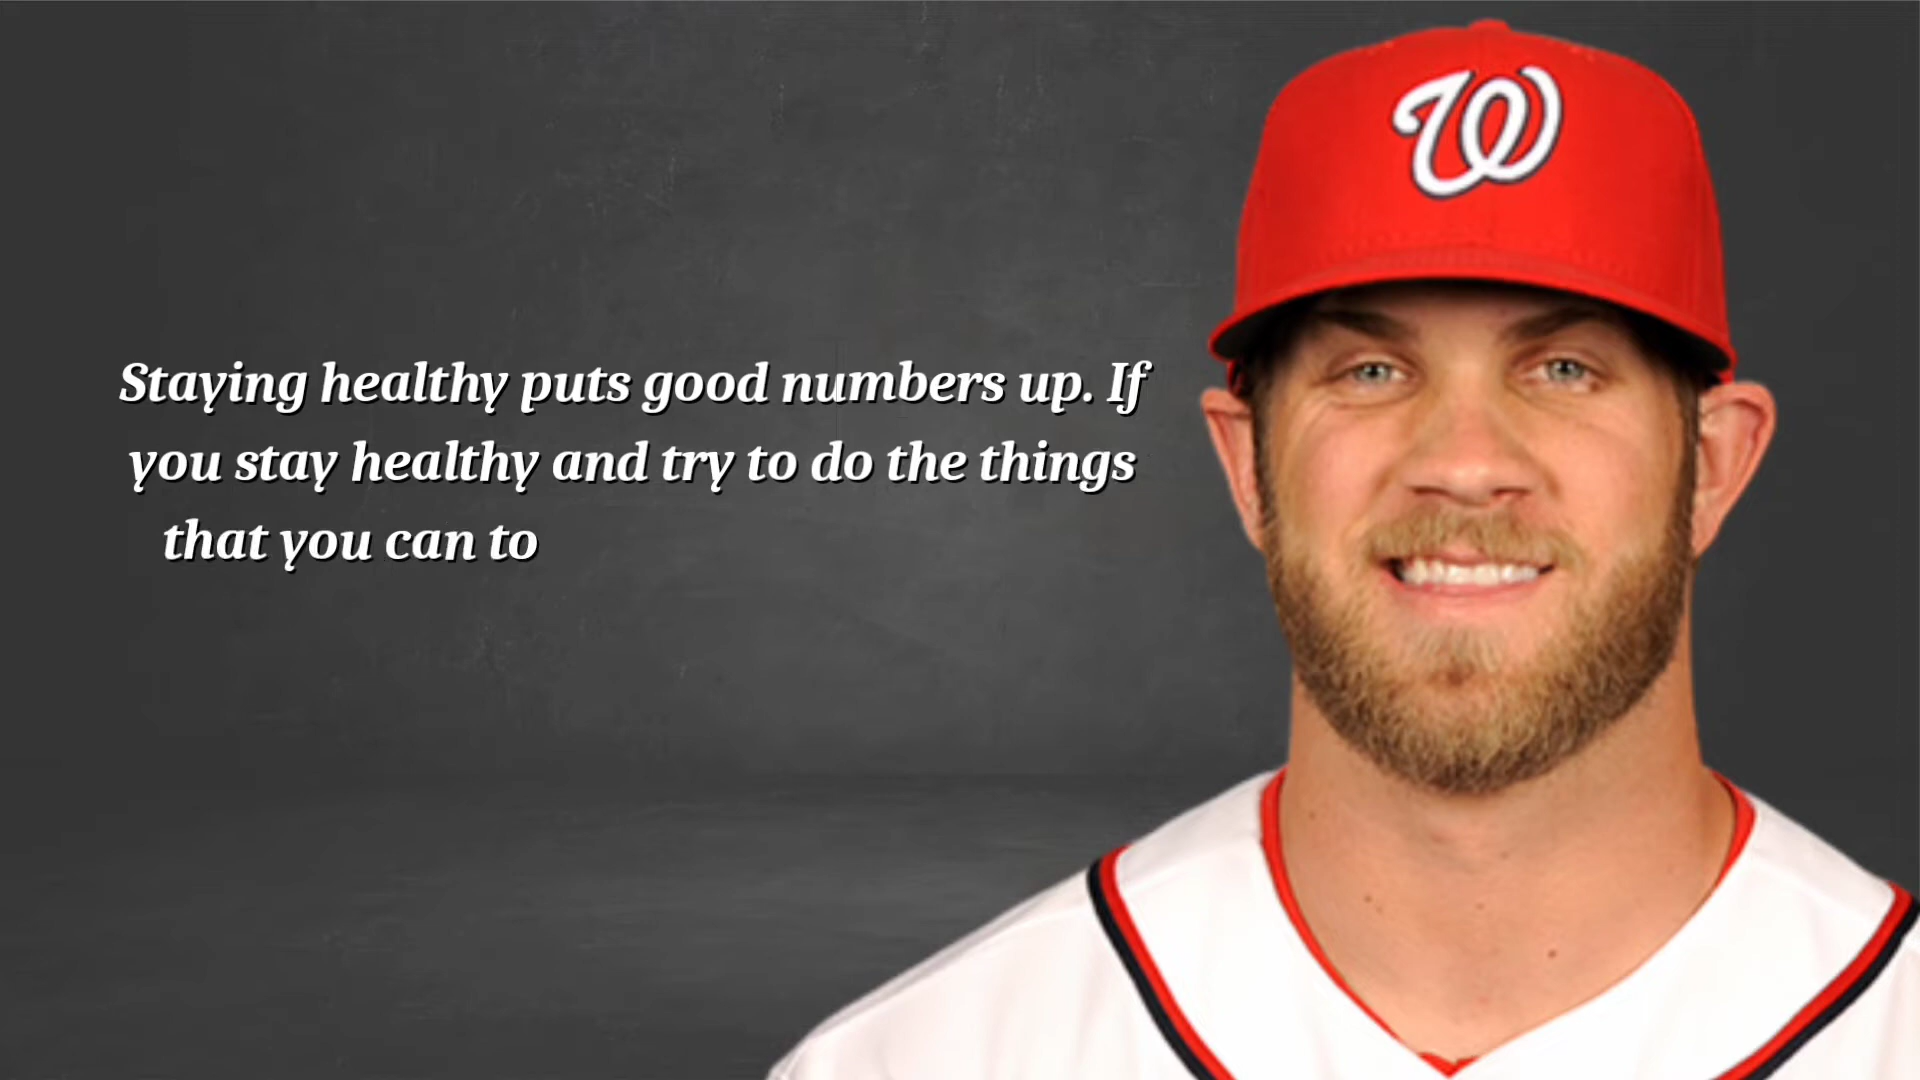 W
Staying healthy puts good numbers up. If
you stay healthy and try to do the things
that you can to